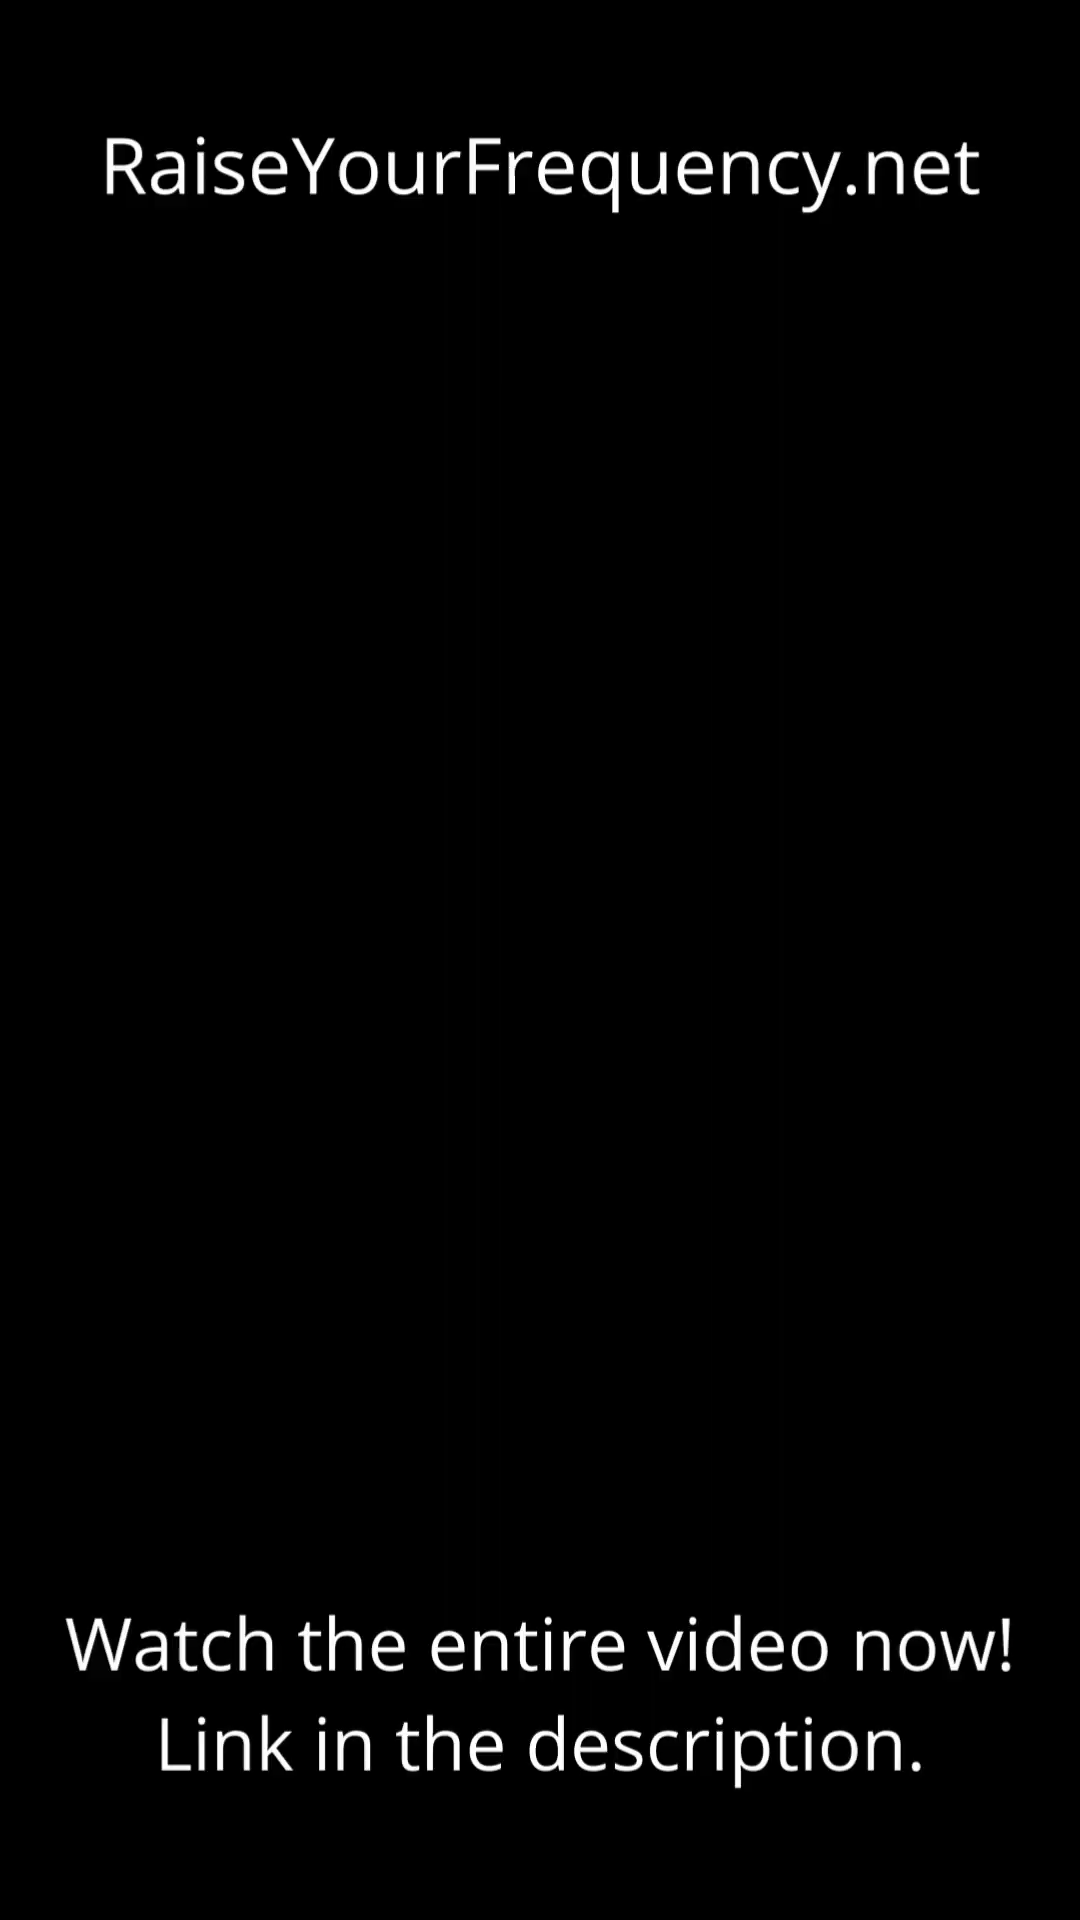 RaiseYourFrequency.net
Watch the entire video now!
Link in the description.